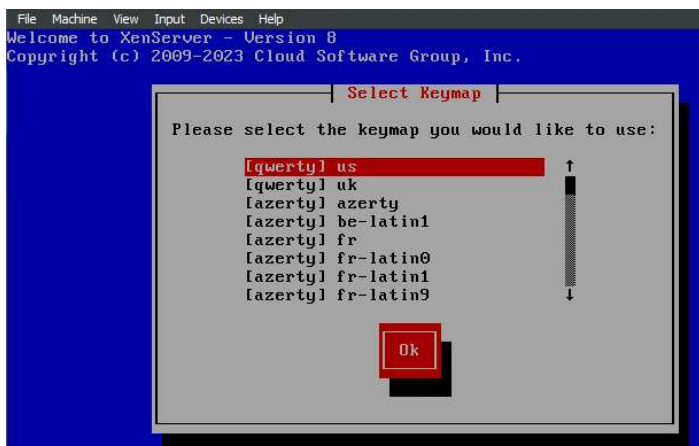 File Machine View Input Devices Help
Welcome to XenServer - Version 8
Copyright (c) 2009-2023 Cloud Software Group, Inc.
Select Keymap
Please select the keymap you would like to use:
[qwerty] us
[qwerty] uk
[azerty] azerty
[azerty] be-latin1
[azerty] fr
[azerty] fr-latin0
[azerty] fr-latin1
[azerty] fr-latin9
Ok